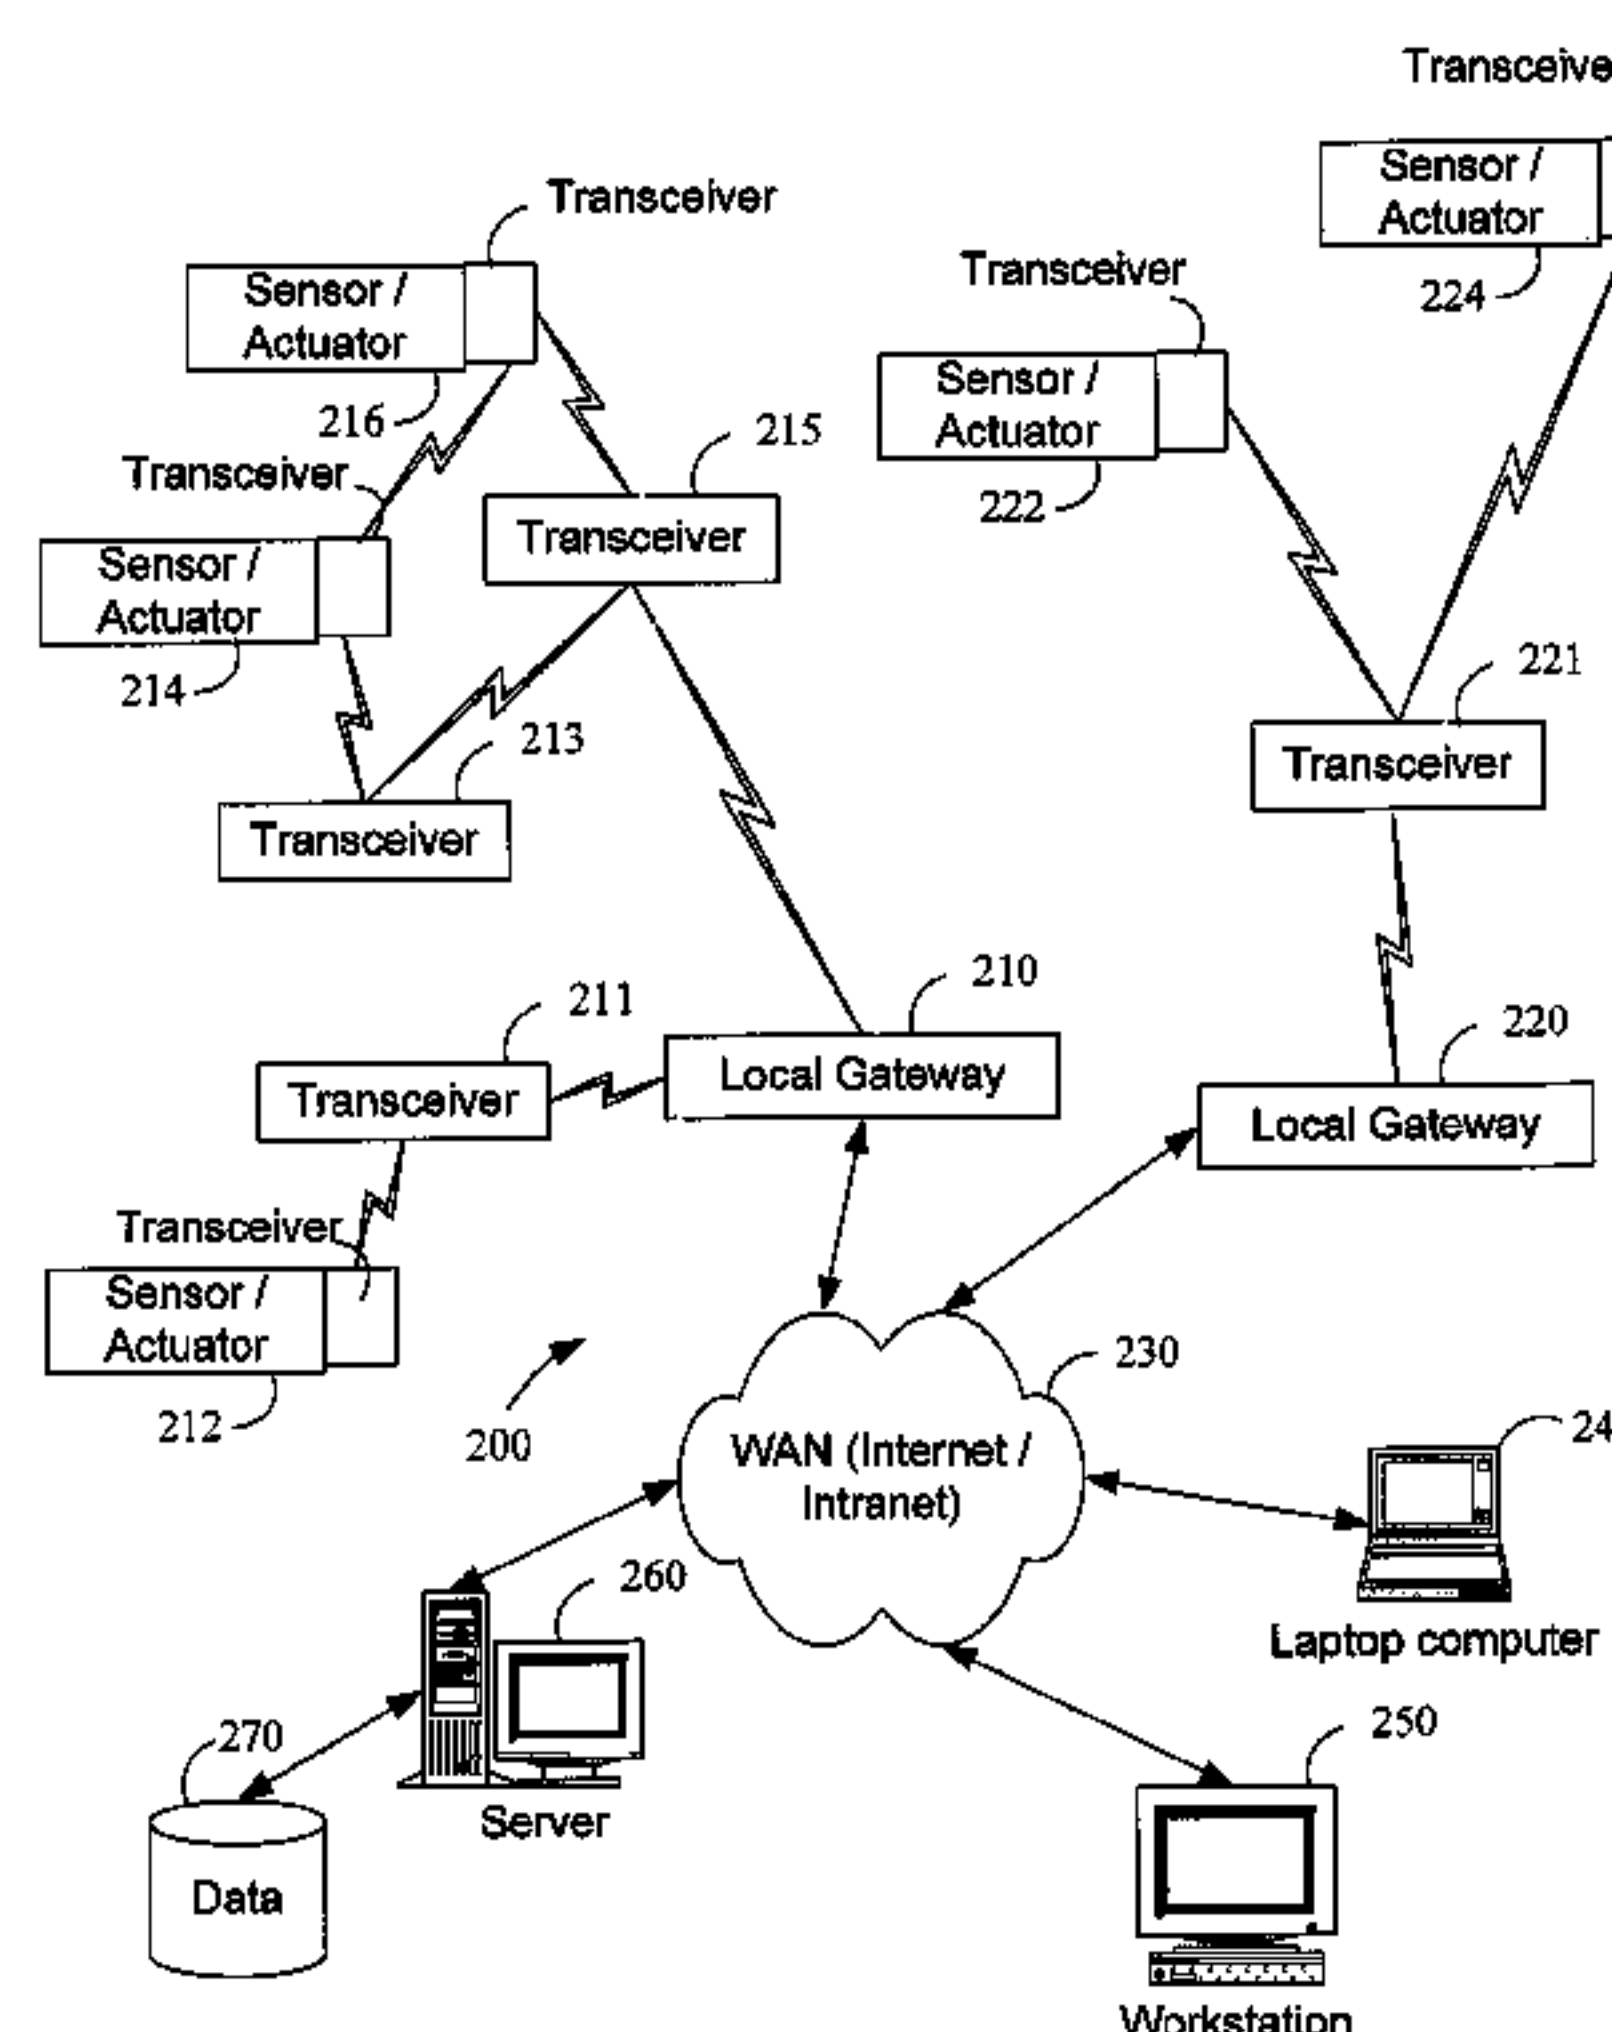 Transceive
Sensor /
Actuator
224
Transceiver
Sensor /
Actuator
216
Transceiver
Sensor /
Actuator
222
215
Transceiver
Transceiver
Sensor /
Actuator
214
213
Transceiver
221
Transceiver
210
Local Gateway
211
Transceiver
220
Local Gateway
Transceiver
Sensor /
Actuator
212
200
230
WAN (Internet /
Intranet)
24
Laptop computer
260
Server
270
Data
250
Workstation